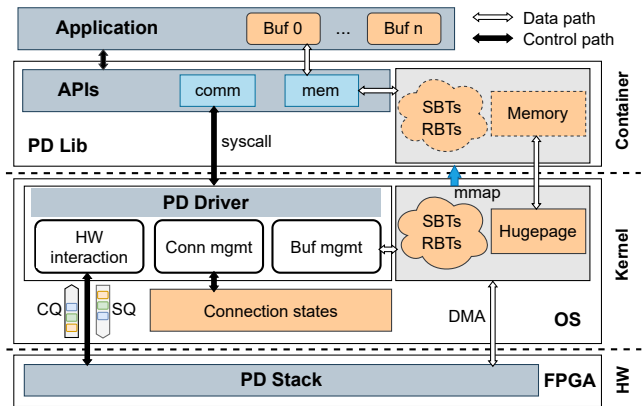 Application
Buf 0
...
Buf n
Data path
Control path
APIs
comm
mem
SBTs
RBTs
Memory
PD Lib
Container
syscall
mmap
PD Driver
HW
interaction
Conn mgmt
Buf mgmt
SBTs
RBTs
Hugepage
Kernel
CQ
SQ
Connection states
DMA
OS
PD Stack
FPGA
HW